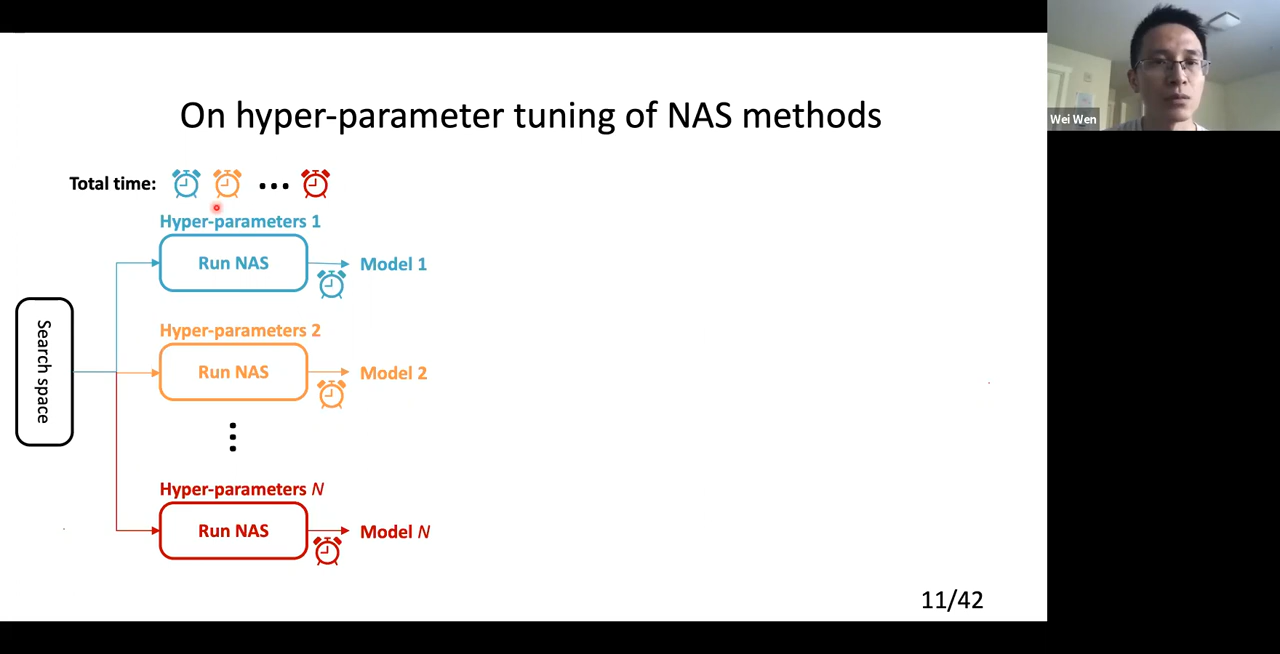 On hyper-parameter tuning of NAS methods
Wei Wen
Total time:
Hyper-parameters 1
Run NAS
Model 1
Hyper-parameters 2
Run NAS
Model 2
Search space
Hyper-parameters N
Run NAS
Model N
11/42